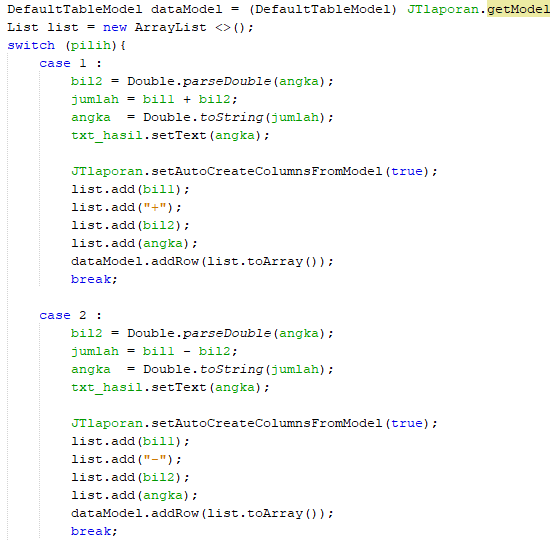 DefaultTableModel dataModel = (DefaultTableModel) JTlaporan.getModel
List list = new ArrayList <>();
switch (pilih){
    case 1 :
        bil2 = Double.parseDouble(angka);
        jumlah = bil1 + bil2;
        angka  = Double.toString(jumlah);
        txt_hasil.setText(angka);

        JTlaporan.setAutoCreateColumnsFromModel(true);
        list.add(bil1);
        list.add("+");
        list.add(bil2);
        list.add(angka);
        dataModel.addRow(list.toArray());
        break;

    case 2 :
        bil2 = Double.parseDouble(angka);
        jumlah = bil1 - bil2;
        angka  = Double.toString(jumlah);
        txt_hasil.setText(angka);

        JTlaporan.setAutoCreateColumnsFromModel(true);
        list.add(bil1);
        list.add("-");
        list.add(bil2);
        list.add(angka);
        dataModel.addRow(list.toArray());
        break;